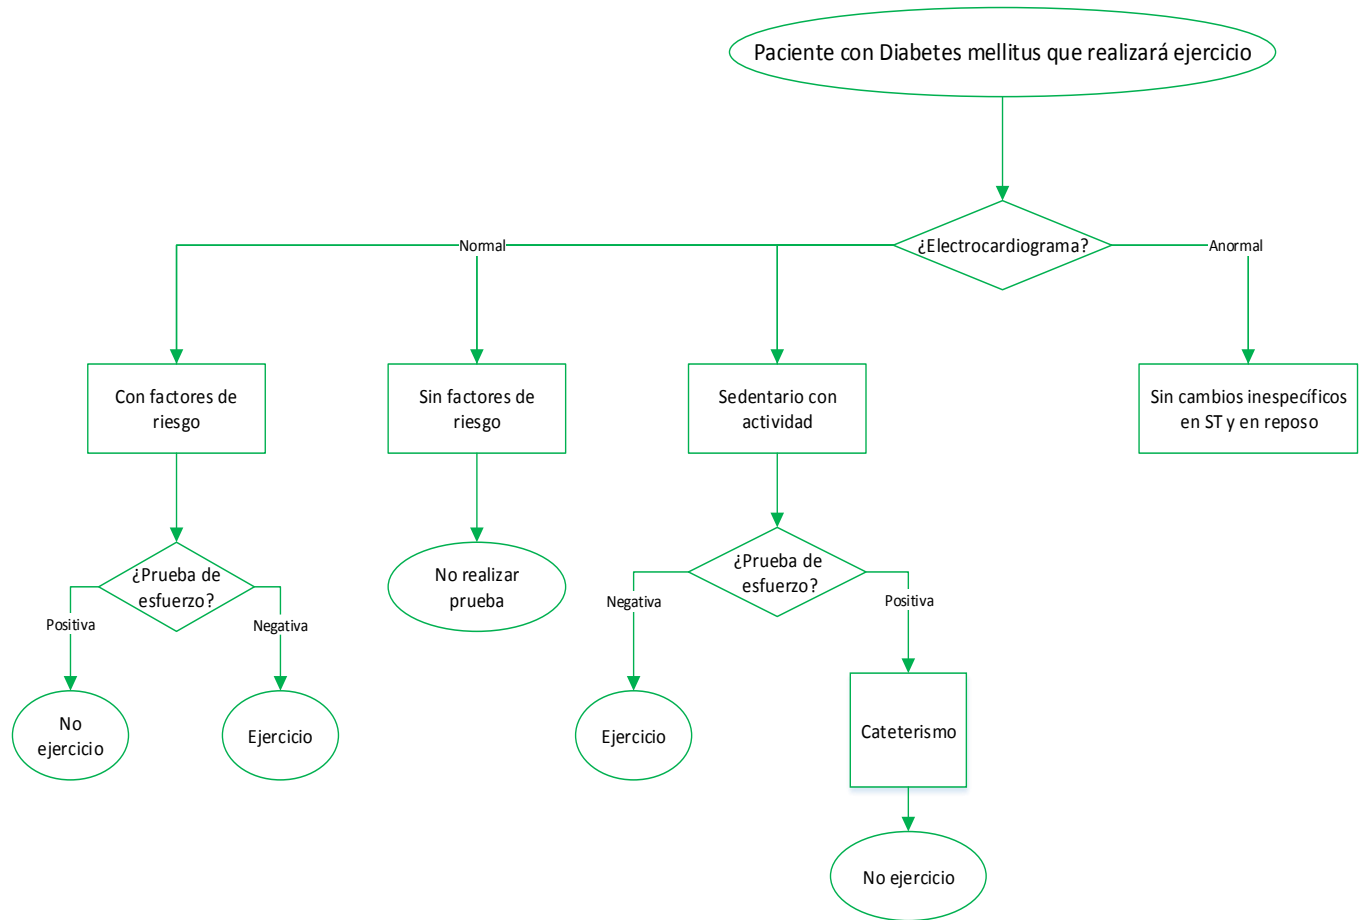 Paciente con Diabetes mellitus que realizará ejercicio
¿Electrocardiograma?
Normal
Anormal
Con factores de
riesgo
Sin factores de
riesgo
Sedentario con
actividad
Sin cambios inespecíficos
en ST y en reposo
¿Prueba de
esfuerzo?
Positiva
Negativa
No realizar
prueba
¿Prueba de
esfuerzo?
Negativa
Positiva
No
ejercicio
Ejercicio
Ejercicio
Cateterismo
No ejercicio